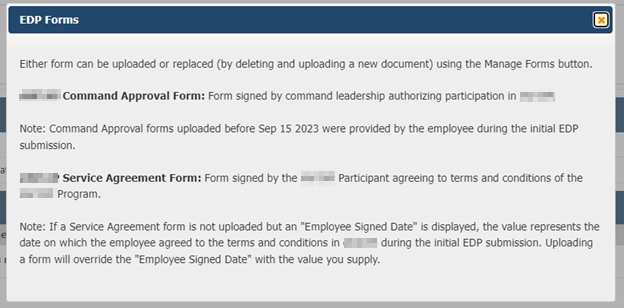 EDP Forms
Either form can be uploaded or replaced (by deleting and uploading a new document) using the Manage Forms button.
Command Approval Form: Form signed by command leadership authorizing participation in
Note: Command Approval forms uploaded before Sep 15 2023 were provided by the employee during the initial EDP
submission.
Service Agreement Form: Form signed by the Participant agreeing to terms and conditions of the
Program.
Note: If a Service Agreement form is not uploaded but an "Employee Signed Date" is displayed, the value represents the
date on which the employee agreed to the terms and conditions in during the initial EDP submission. Uploading
a form will override the "Employee Signed Date" with the value you supply.